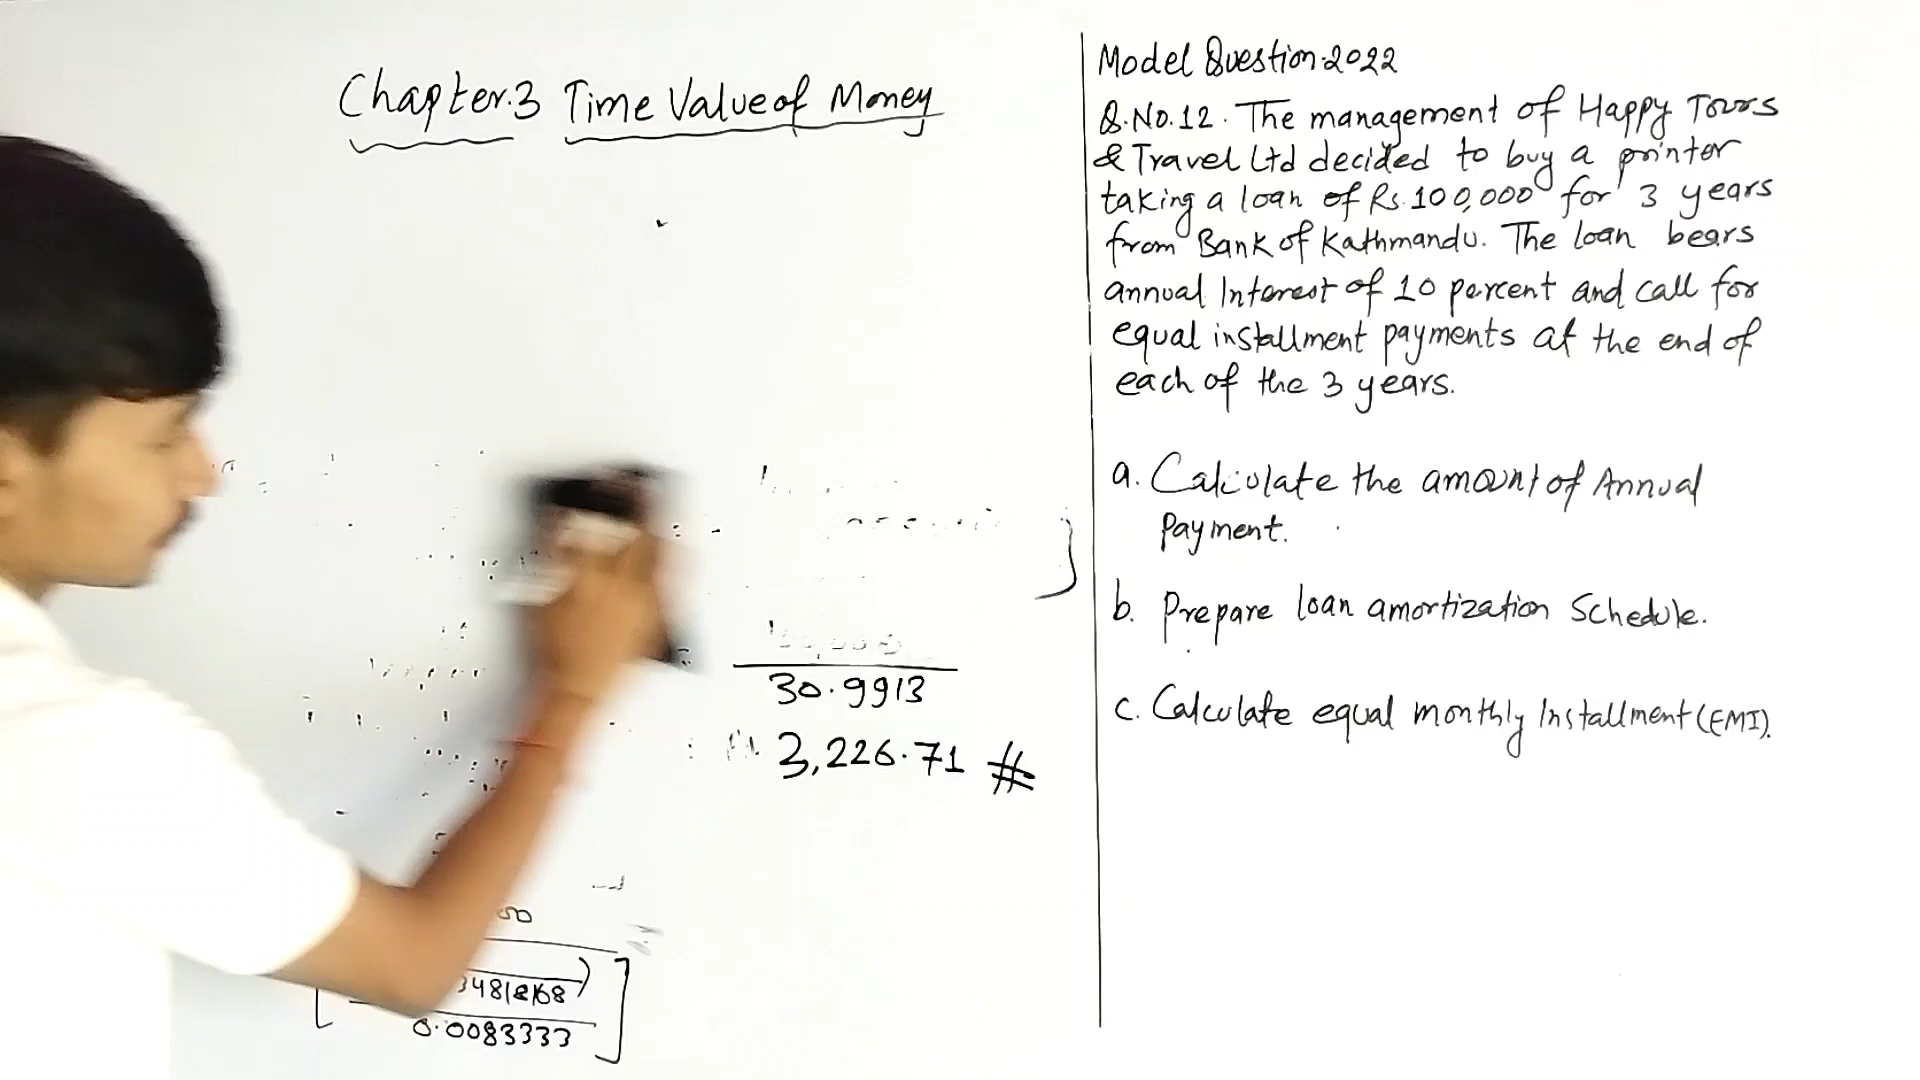 Chapter.3 Time Value of Money
30.9913
3,226.71 #
0.0083333
Model Question.2022
Q.No.12. The management of Happy Tours
& Travel Ltd decided to buy a printer
taking a loan of Rs.100,000 for 3 years
from Bank of Kathmandu. The loan bears
annual Interest of 10 percent and call for
equal installment payments at the end of
each of the 3 years.
a. Calculate the amount of Annual
Payment.
b. Prepare loan amortization Schedule.
c. Calculate equal monthly Installment (EMI).